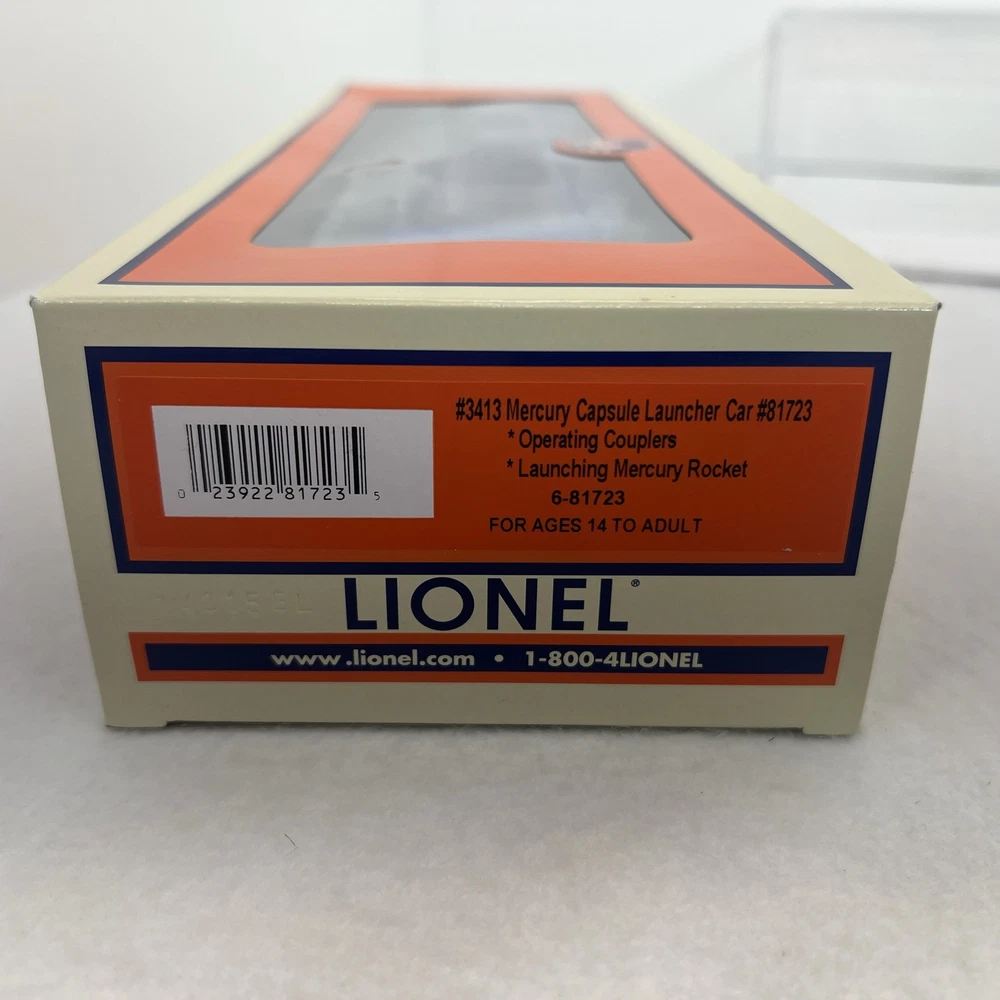 #3413 Mercury Capsule Launcher Car #81723
* Operating Couplers
* Launching Mercury Rocket
6-81723
FOR AGES 14 TO ADULT
0 23922 81723 5
LIONEL®
www.lionel.com • 1-800-4LIONEL